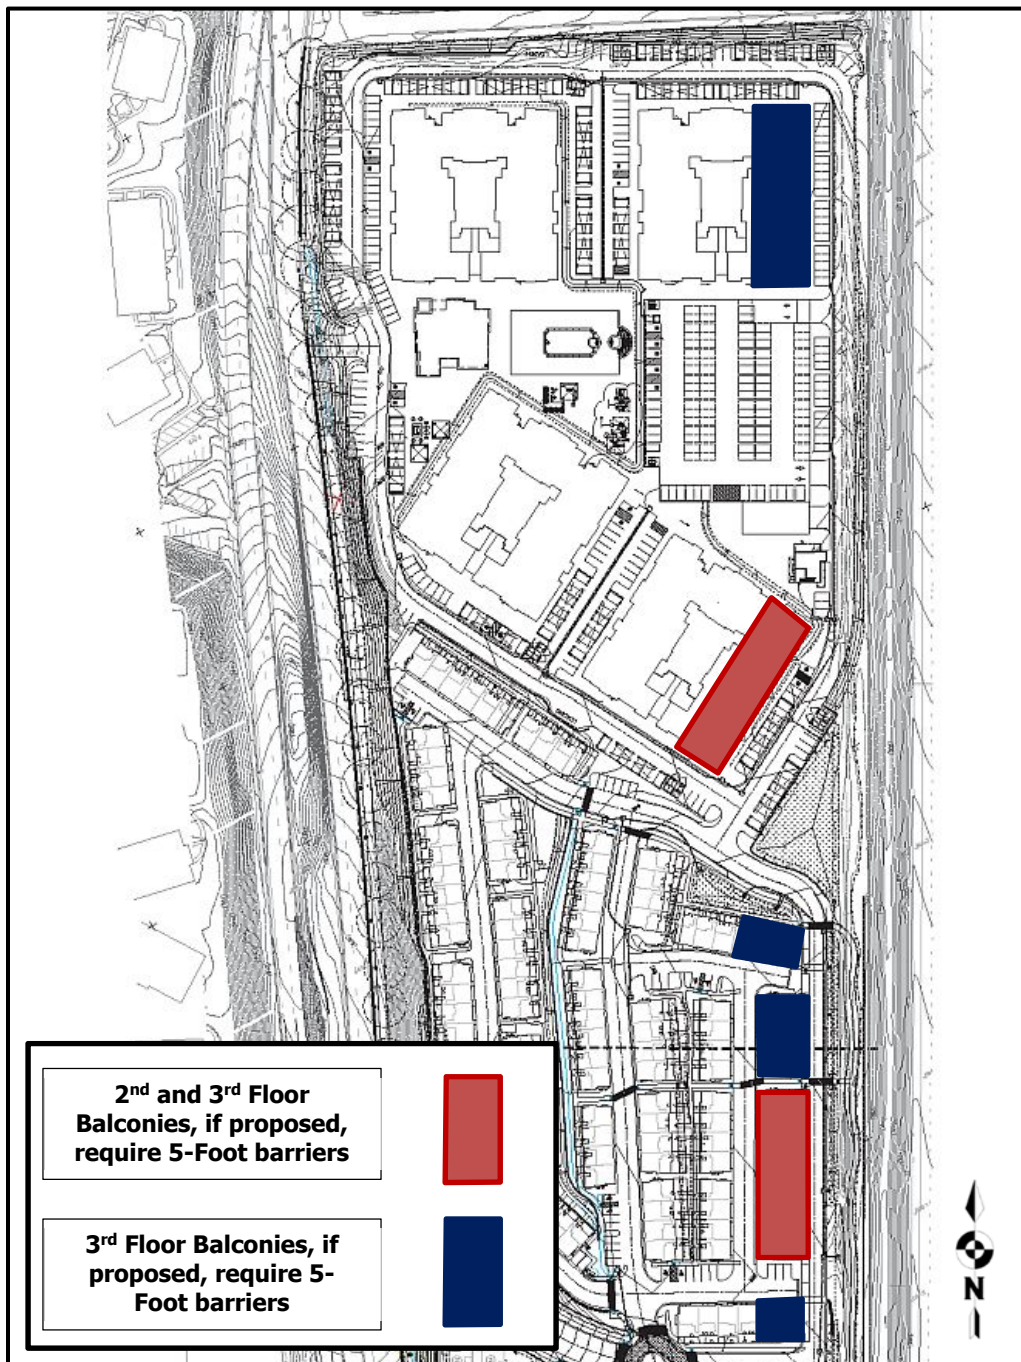 2nd and 3rd Floor
Balconies, if proposed,
require 5-Foot barriers
3rd Floor Balconies, if
proposed, require 5-
Foot barriers
N